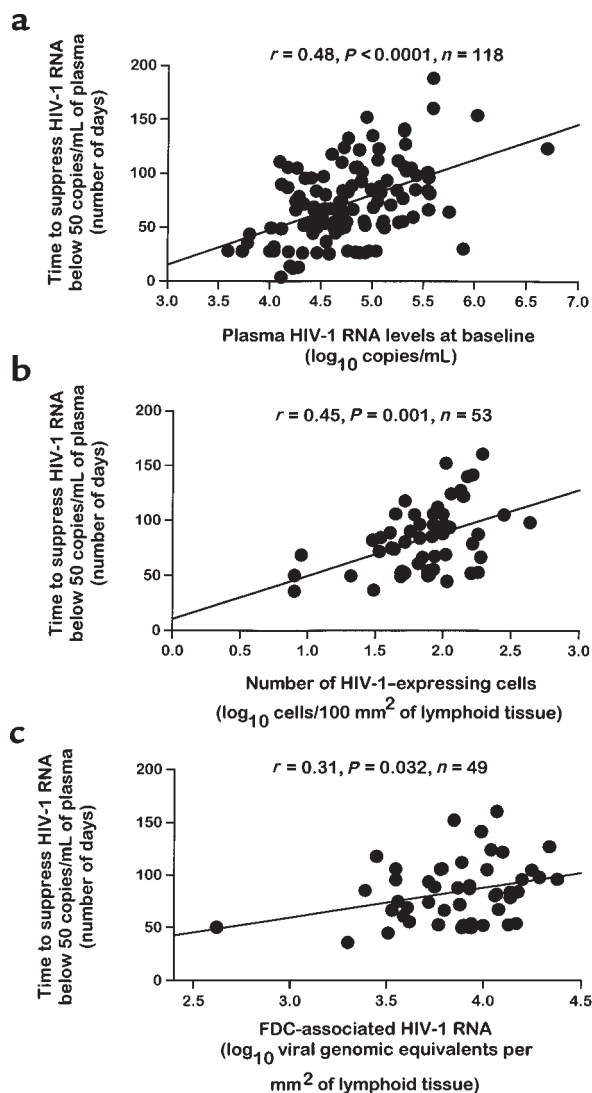 a
r = 0.48, P < 0.0001, n = 118
Time to suppress HIV-1 RNA
below 50 copies/mL of plasma
(number of days)
200
150
100
50
0
3.0 3.5 4.0 4.5 5.0 5.5 6.0 6.5 7.0
Plasma HIV-1 RNA levels at baseline
(log10 copies/mL)
b
r = 0.45, P = 0.001, n = 53
Time to suppress HIV-1 RNA
below 50 copies/mL of plasma
(number of days)
200
150
100
50
0
0.0 0.5 1.0 1.5 2.0 2.5 3.0
Number of HIV-1–expressing cells
(log10 cells/100 mm2 of lymphoid tissue)
c
r = 0.31, P = 0.032, n = 49
Time to suppress HIV-1 RNA
below 50 copies/mL of plasma
(number of days)
200
150
100
50
0
2.5 3.0 3.5 4.0 4.5
FDC-associated HIV-1 RNA
(log10 viral genomic equivalents per
mm2 of lymphoid tissue)